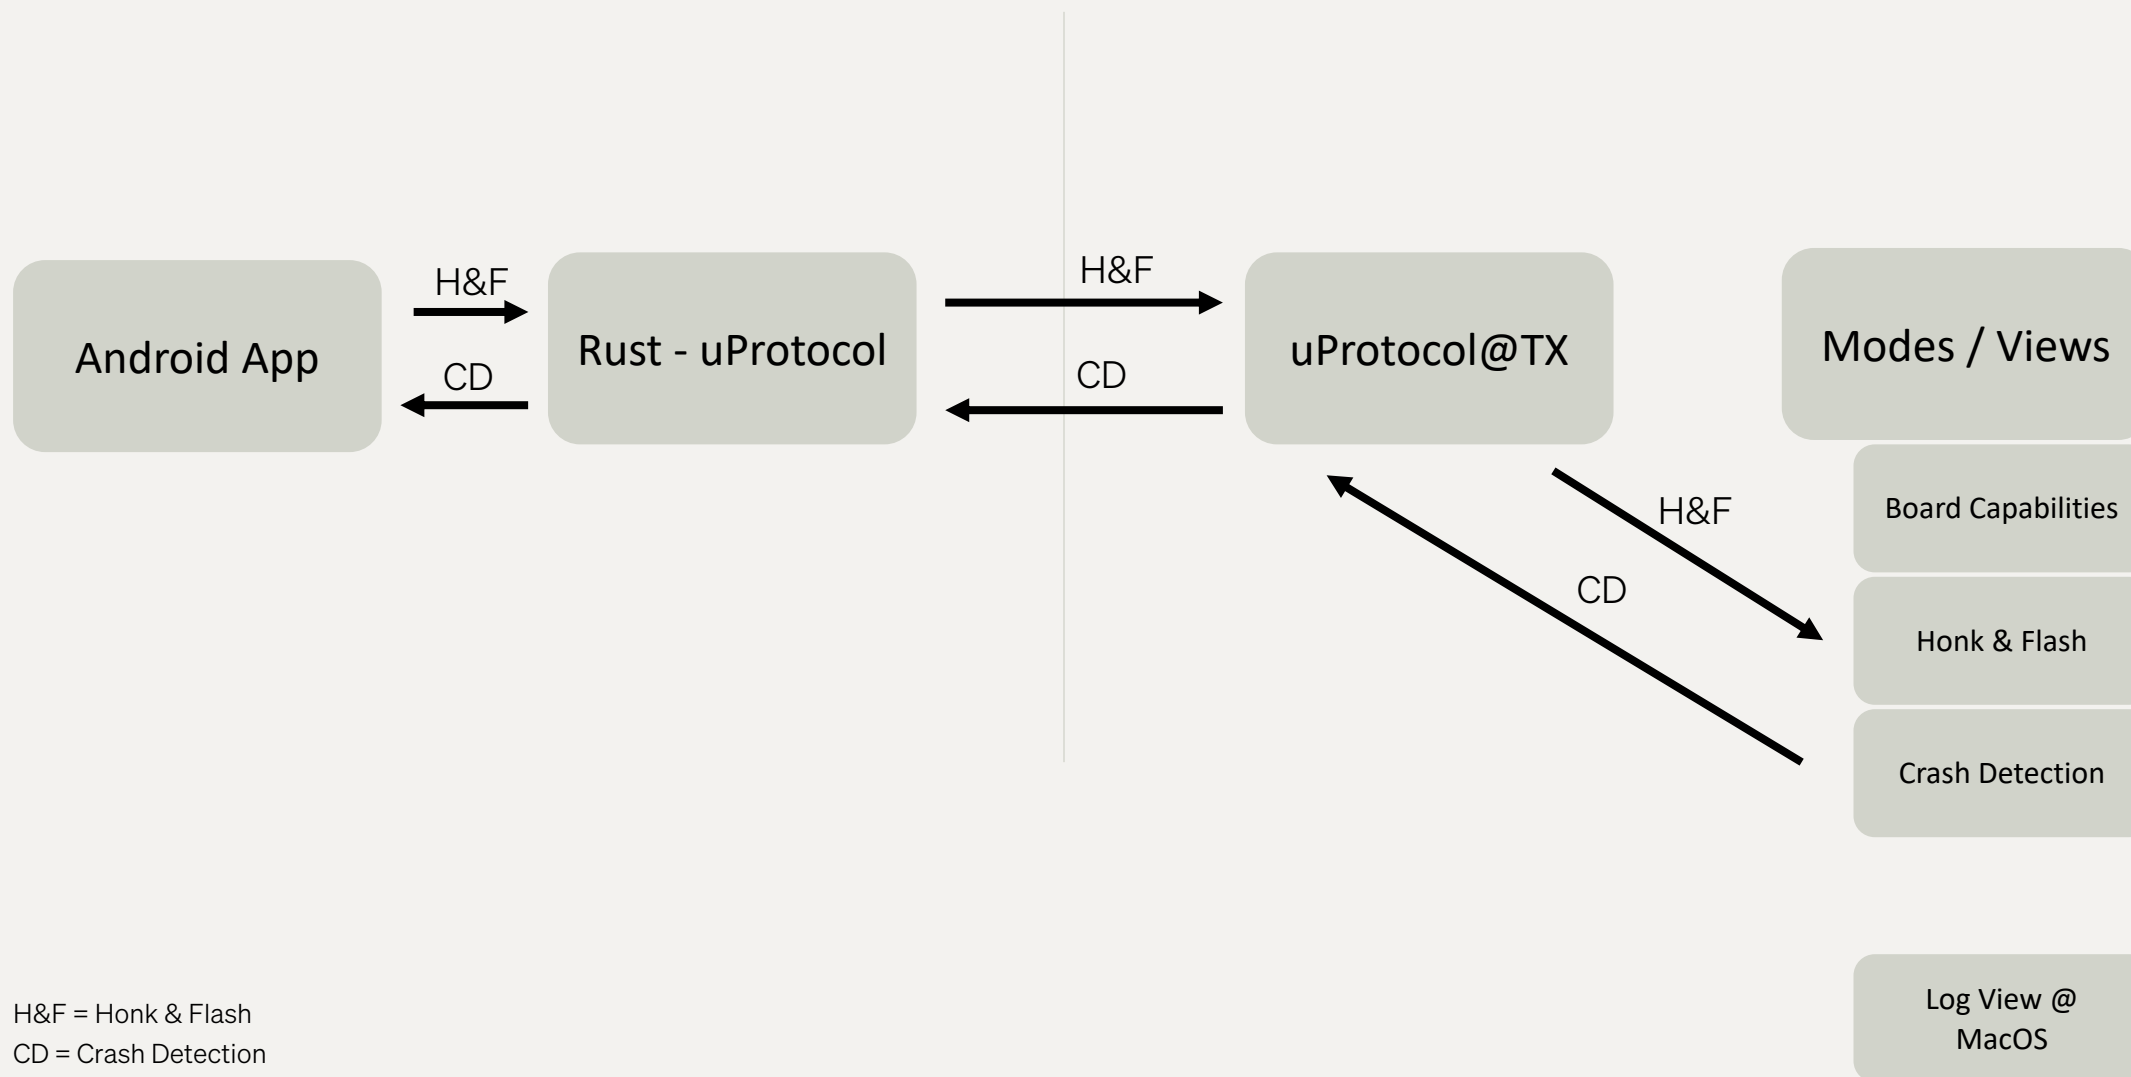 Android App
H&F
CD
Rust - uProtocol
H&F
CD
uProtocol@TX
Modes / Views
H&F
CD
Board Capabilities
Honk & Flash
Crash Detection
Log View @
MacOS
H&F = Honk & Flash
CD = Crash Detection